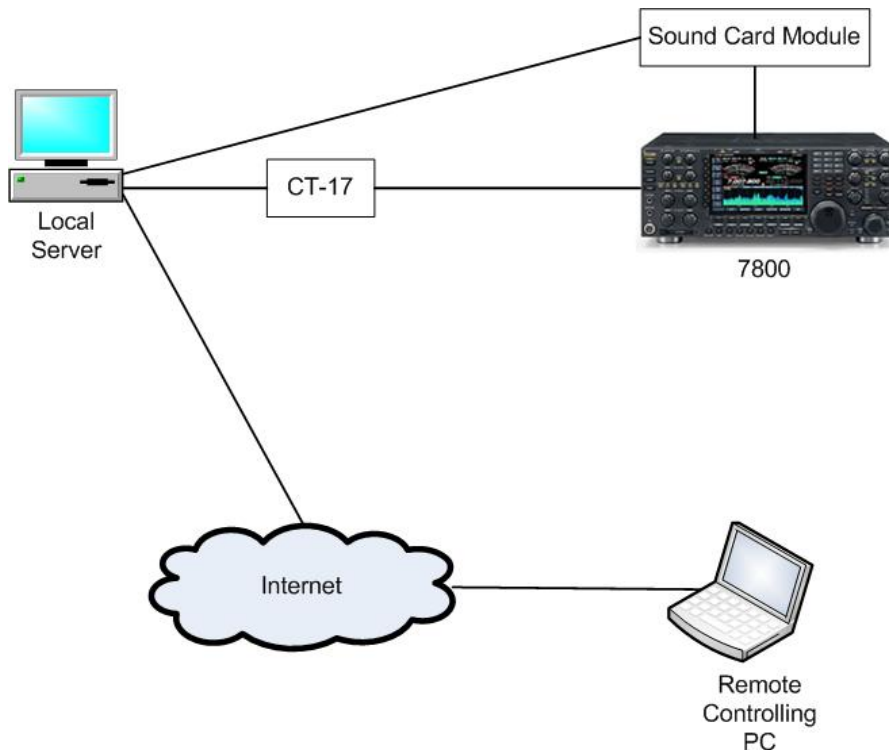 Sound Card Module
CT-17
Local
Server
7800
Internet
Remote
Controlling
PC